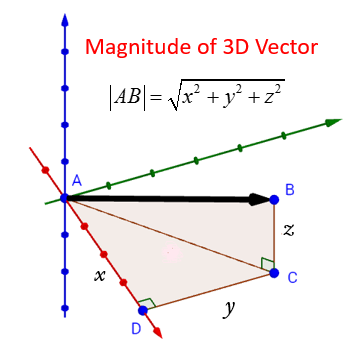 Magnitude of 3D Vector
|AB| = √x² + y² + z²
A
B
z
x
C
y
D